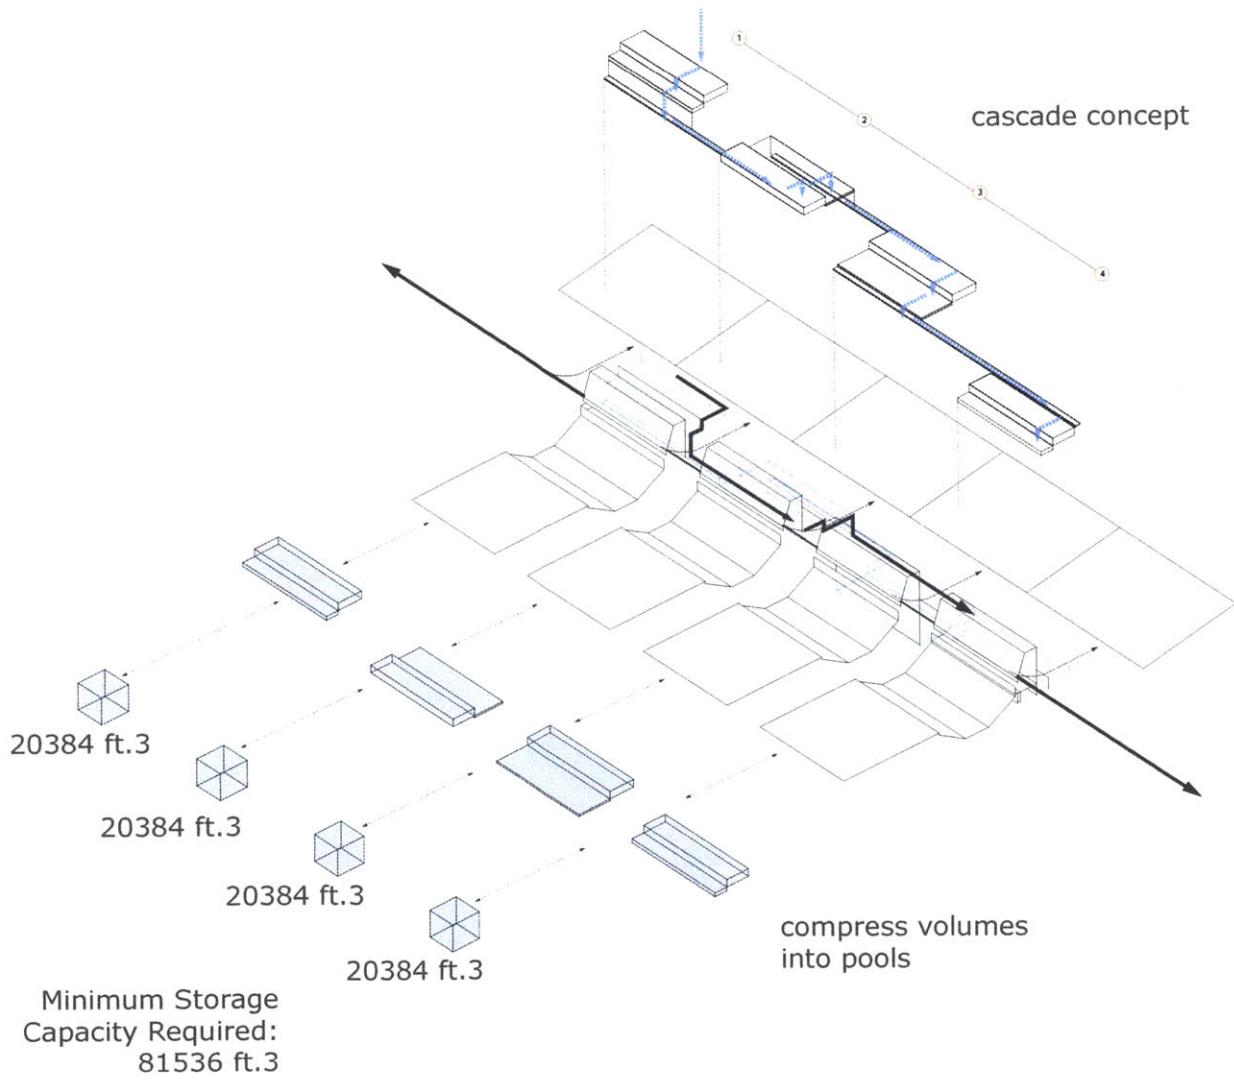 1
2
cascade concept
3
4
20384 ft.3
20384 ft.3
20384 ft.3
20384 ft.3
compress volumes
into pools
Minimum Storage
Capacity Required:
81536 ft.3